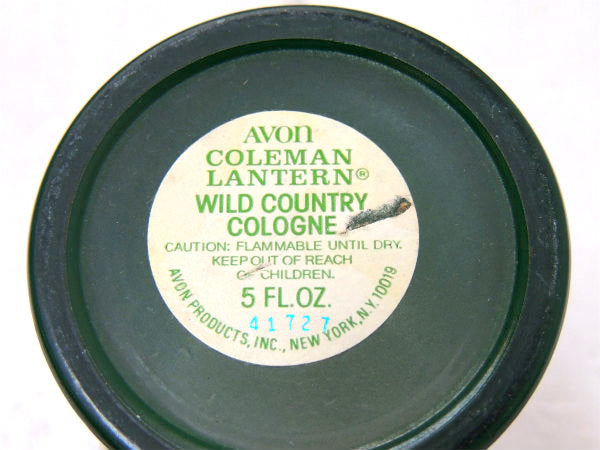 AVON
COLEMAN
LANTERN®
WILD COUNTRY
COLOGNE
CAUTION: FLAMMABLE UNTIL DRY.
KEEP OUT OF REACH
OF CHILDREN.
5 FL.OZ.
41727
AVON PRODUCTS, INC., NEW YORK, N.Y. 10019